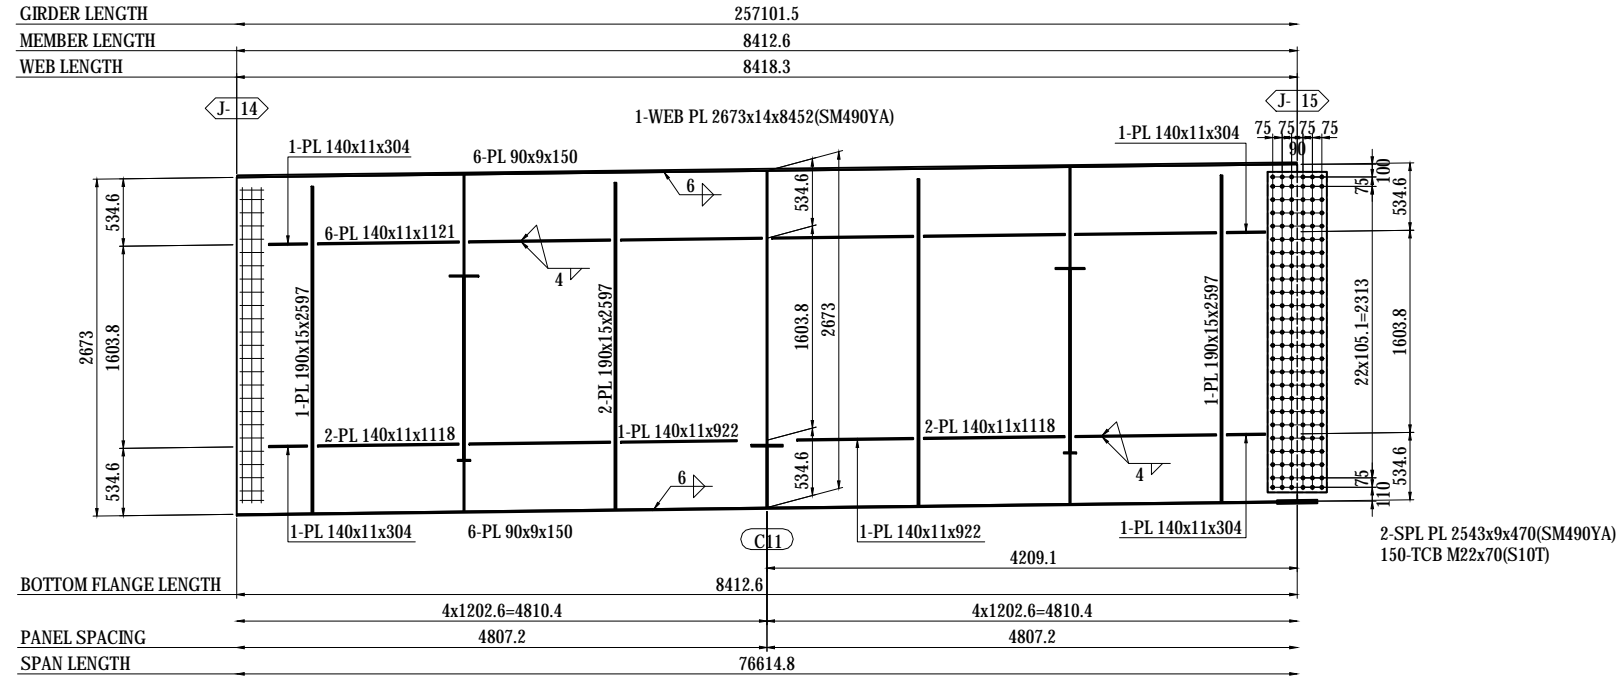 GIRDER LENGTH 257101.5
MEMBER LENGTH 8412.6
WEB LENGTH 8418.3
J- 14
J- 15
1-WEB PL 2673x14x8452(SM490YA)
75 75 75 75
90
1-PL 140x11x304
6-PL 90x9x150
1-PL 140x11x304
6
100
75
534.6
534.6
534.6
6-PL 140x11x1121
4
2673
1603.8
1-PL 190x15x2597
2-PL 190x15x2597
1603.8
2673
1-PL 190x15x2597
22x105.1=2313
1603.8
2-PL 140x11x1118
1-PL 140x11x922
2-PL 140x11x1118
4
534.6
6
534.6
75
110
534.6
1-PL 140x11x304
6-PL 90x9x150
C11
1-PL 140x11x922
1-PL 140x11x304
2-SPL PL 2543x9x470(SM490YA)
150-TCB M22x70(S10T)
4209.1
BOTTOM FLANGE LENGTH 8412.6
4x1202.6=4810.4 4x1202.6=4810.4
PANEL SPACING 4807.2 4807.2
SPAN LENGTH 76614.8